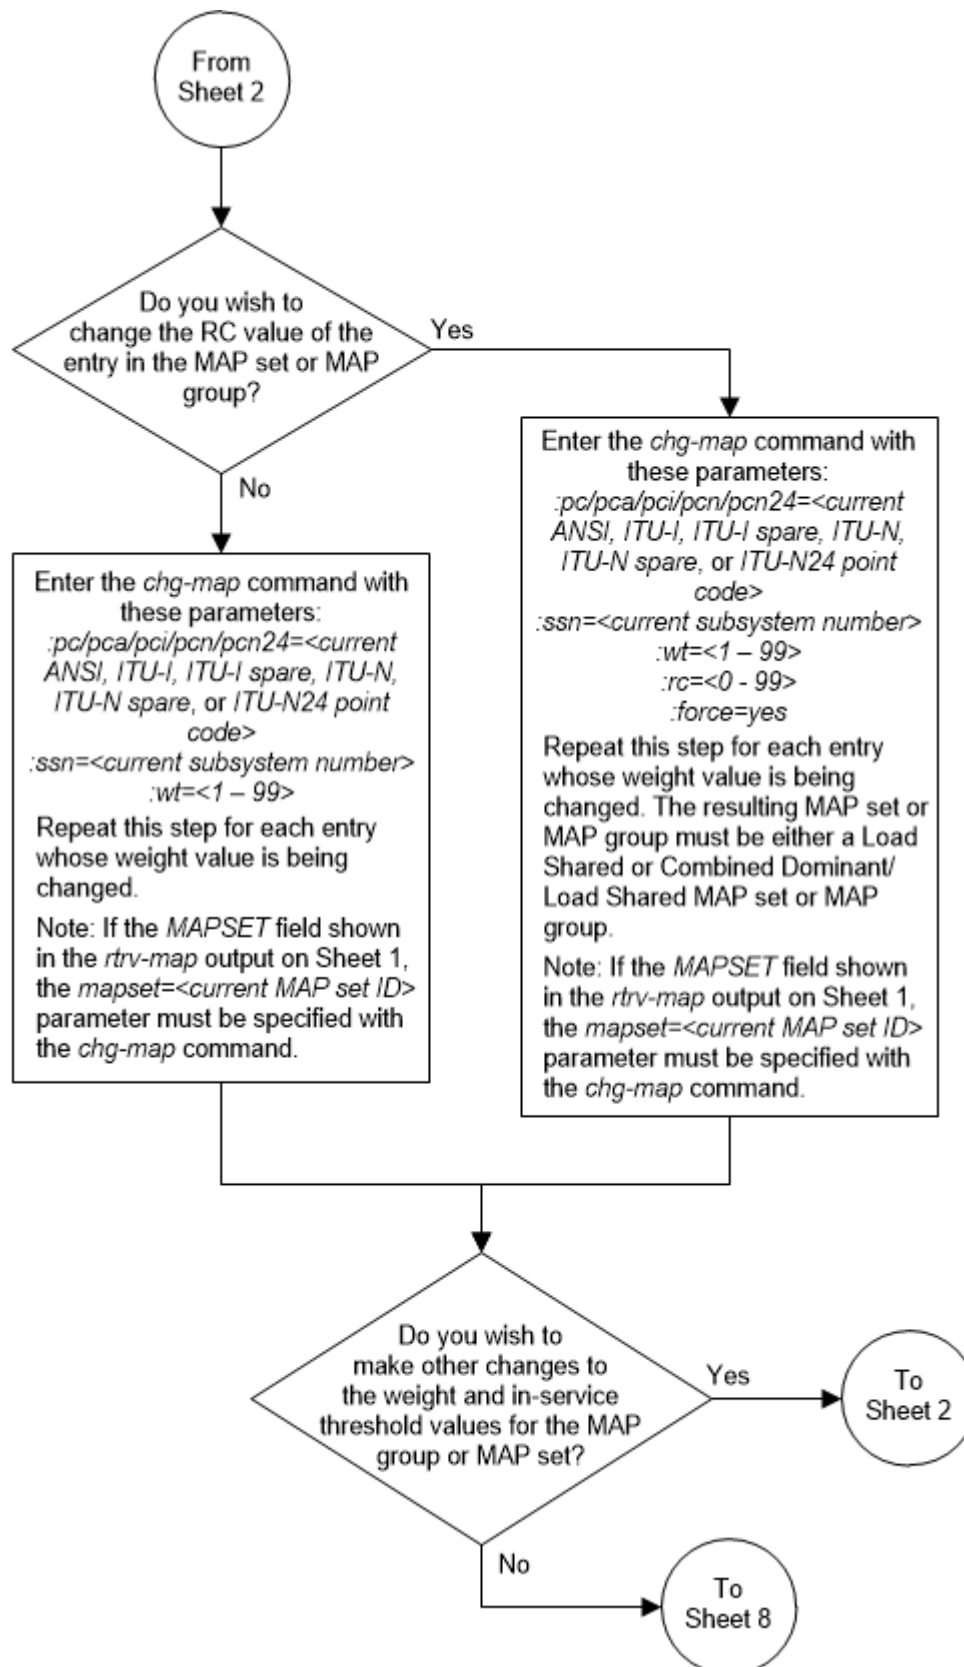 From
Sheet 2
Do you wish to
change the RC value of the
entry in the MAP set or MAP
group?
Yes
No
Enter the chg-map command with
these parameters:
:pc/pca/pci/pcn/pcn24=<current
ANSI, ITU-I, ITU-I spare, ITU-N,
ITU-N spare, or ITU-N24 point
code>
:ssn=<current subsystem number>
:wt=<1 – 99>
Repeat this step for each entry
whose weight value is being
changed.
Note: If the MAPSET field shown
in the rtrv-map output on Sheet 1,
the mapset=<current MAP set ID>
parameter must be specified with
the chg-map command.
Enter the chg-map command with
these parameters:
:pc/pca/pci/pcn/pcn24=<current
ANSI, ITU-I, ITU-I spare, ITU-N,
ITU-N spare, or ITU-N24 point
code>
:ssn=<current subsystem number>
:wt=<1 – 99>
:rc=<0 - 99>
:force=yes
Repeat this step for each entry
whose weight value is being
changed. The resulting MAP set or
MAP group must be either a Load
Shared or Combined Dominant/
Load Shared MAP set or MAP
group.
Note: If the MAPSET field shown
in the rtrv-map output on Sheet 1,
the mapset=<current MAP set ID>
parameter must be specified with
the chg-map command.
Do you wish to
make other changes to
the weight and in-service
threshold values for the MAP
group or MAP set?
Yes
To
Sheet 2
No
To
Sheet 8